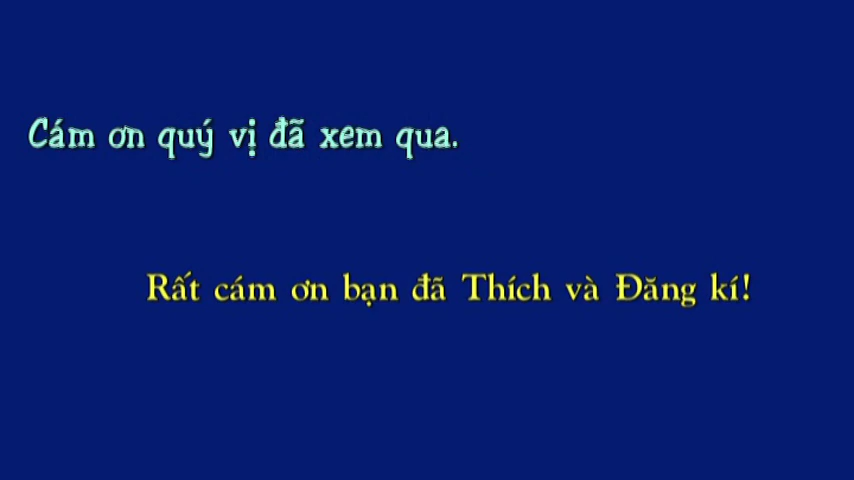 Cám ơn quý vị đã xem qua.
Rất cám ơn bạn đã Thích và Đăng kí!